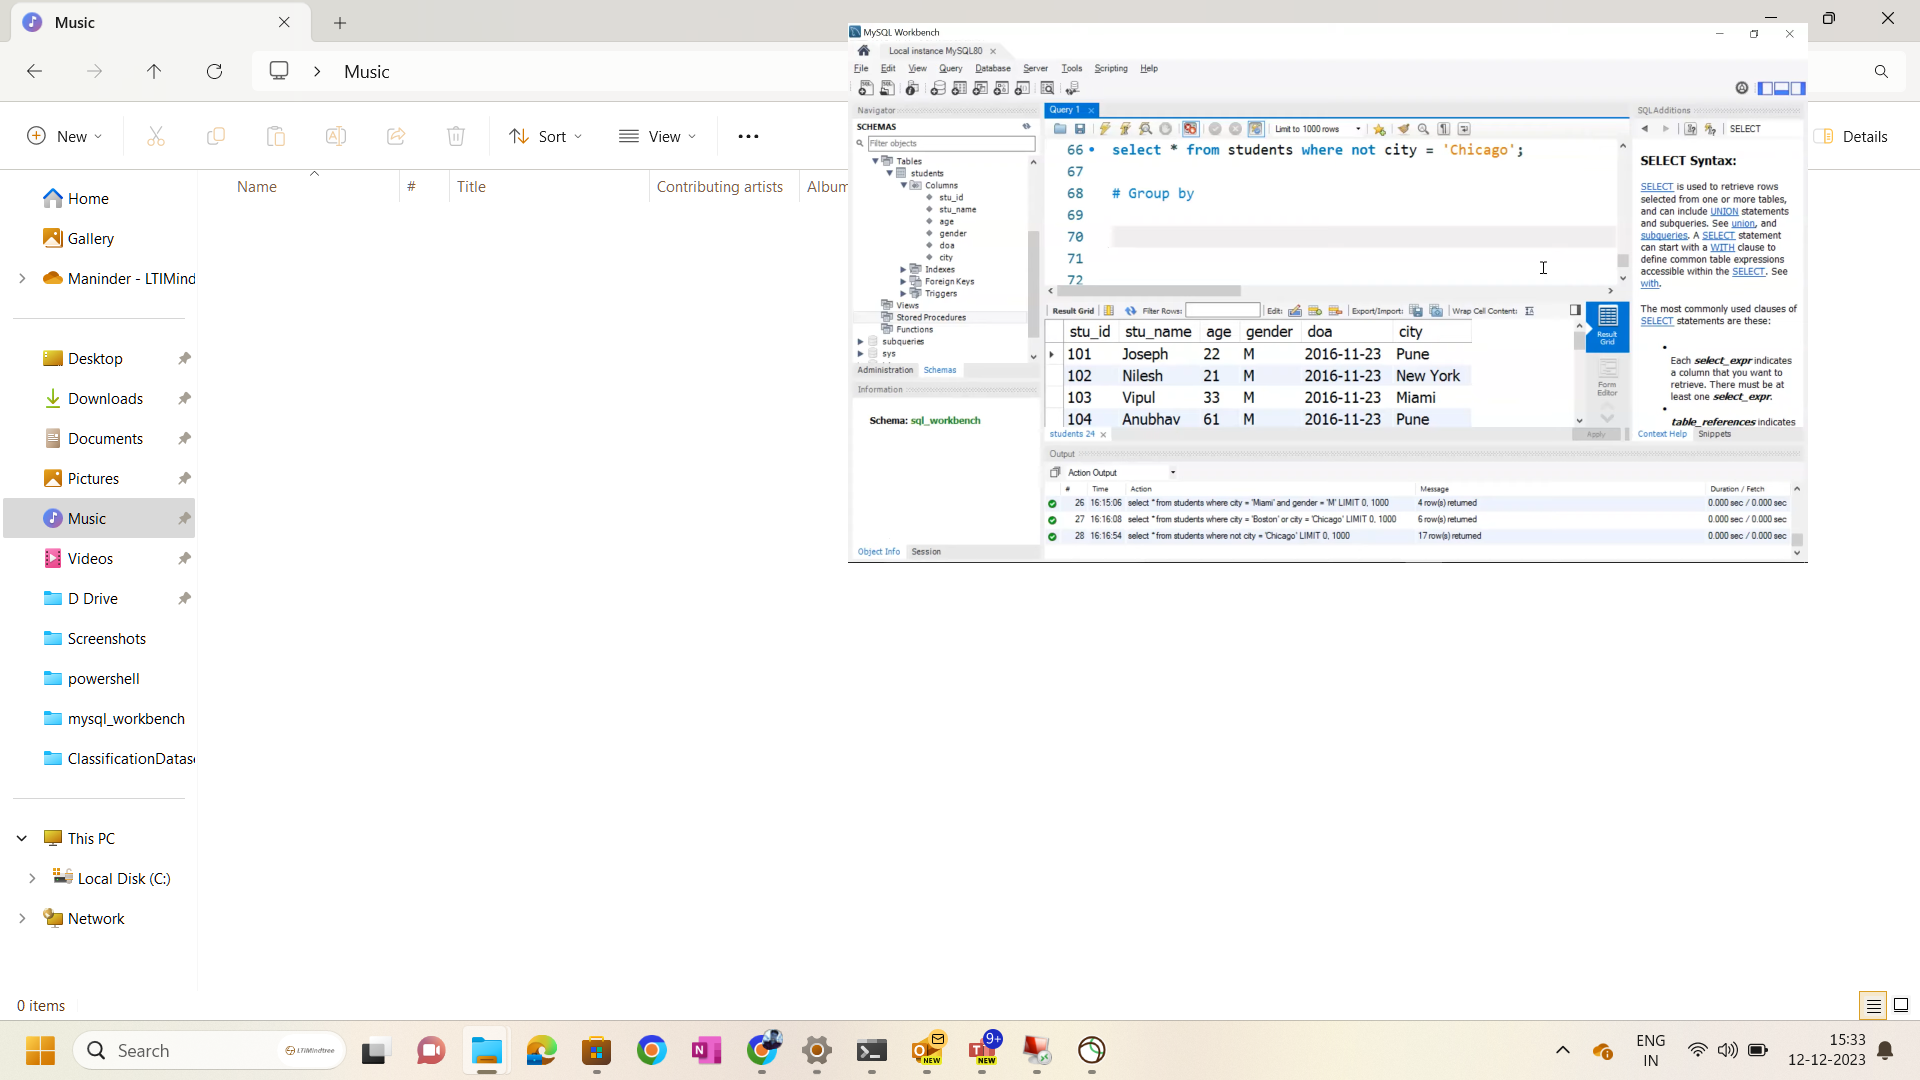 Music
Music
New
Sort
View
Details
Name
#
Title
Contributing artists
Album
Home
Gallery
Maninder - LTIMind
Desktop
Downloads
Documents
Pictures
Music
Videos
D Drive
Screenshots
powershell
mysql_workbench
ClassificationDatas
This PC
Local Disk (C:)
Network
0 items
MySQL Workbench
Local instance MySQL80
File Edit View Query Database Server Tools Scripting Help
Navigator
SCHEMAS
Filter objects
Tables
students
Columns
stu_id
stu_name
age
gender
doa
city
Indexes
Foreign Keys
Triggers
Views
Stored Procedures
Functions
subqueries
sys
Administration Schemas
Information
Schema: sql_workbench
Object Info Session
Query 1
Limit to 1000 rows
66 select * from students where not city = 'Chicago';
67
68 # Group by
69
70
71
72
Result Grid Filter Rows: Edit: Export/Import: Wrap Cell Content:
stu_id stu_name age gender doa city
101 Joseph 22 M 2016-11-23 Pune
102 Nilesh 21 M 2016-11-23 New York
103 Vipul 33 M 2016-11-23 Miami
104 Anubhav 61 M 2016-11-23 Pune
Result
Grid
Form
Editor
students 24
Apply
SQLAdditions
SELECT
SELECT Syntax:
SELECT is used to retrieve rows
selected from one or more tables,
and can include UNION statements
and subqueries. See union, and
subqueries. A SELECT statement
can start with a WITH clause to
define common table expressions
accessible within the SELECT. See
with.
The most commonly used clauses of
SELECT statements are these:
Each select_expr indicates
a column that you want to
retrieve. There must be at
least one select_expr.
table_references indicates
Context Help Snippets
Output
Action Output
# Time Action Message Duration / Fetch
26 16:15:06 select * from students where city = 'Miami' and gender = 'M' LIMIT 0, 1000 4 row(s) returned 0.000 sec / 0.000 sec
27 16:16:08 select * from students where city = 'Boston' or city = 'Chicago' LIMIT 0, 1000 6 row(s) returned 0.000 sec / 0.000 sec
28 16:16:54 select * from students where not city = 'Chicago' LIMIT 0, 1000 17 row(s) returned 0.000 sec / 0.000 sec
Search
LTIMindtree
NEW
9+
NEW
ENG
IN
15:33
12-12-2023